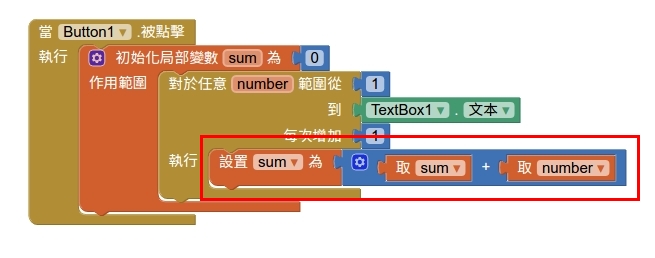 當 Button1 .被點擊
執行 初始化局部變數 sum 為 0
作用範圍 對於任意 number 範圍從 1
到 TextBox1 . 文本
每次增加 1
執行 設置 sum 為 取 sum + 取 number